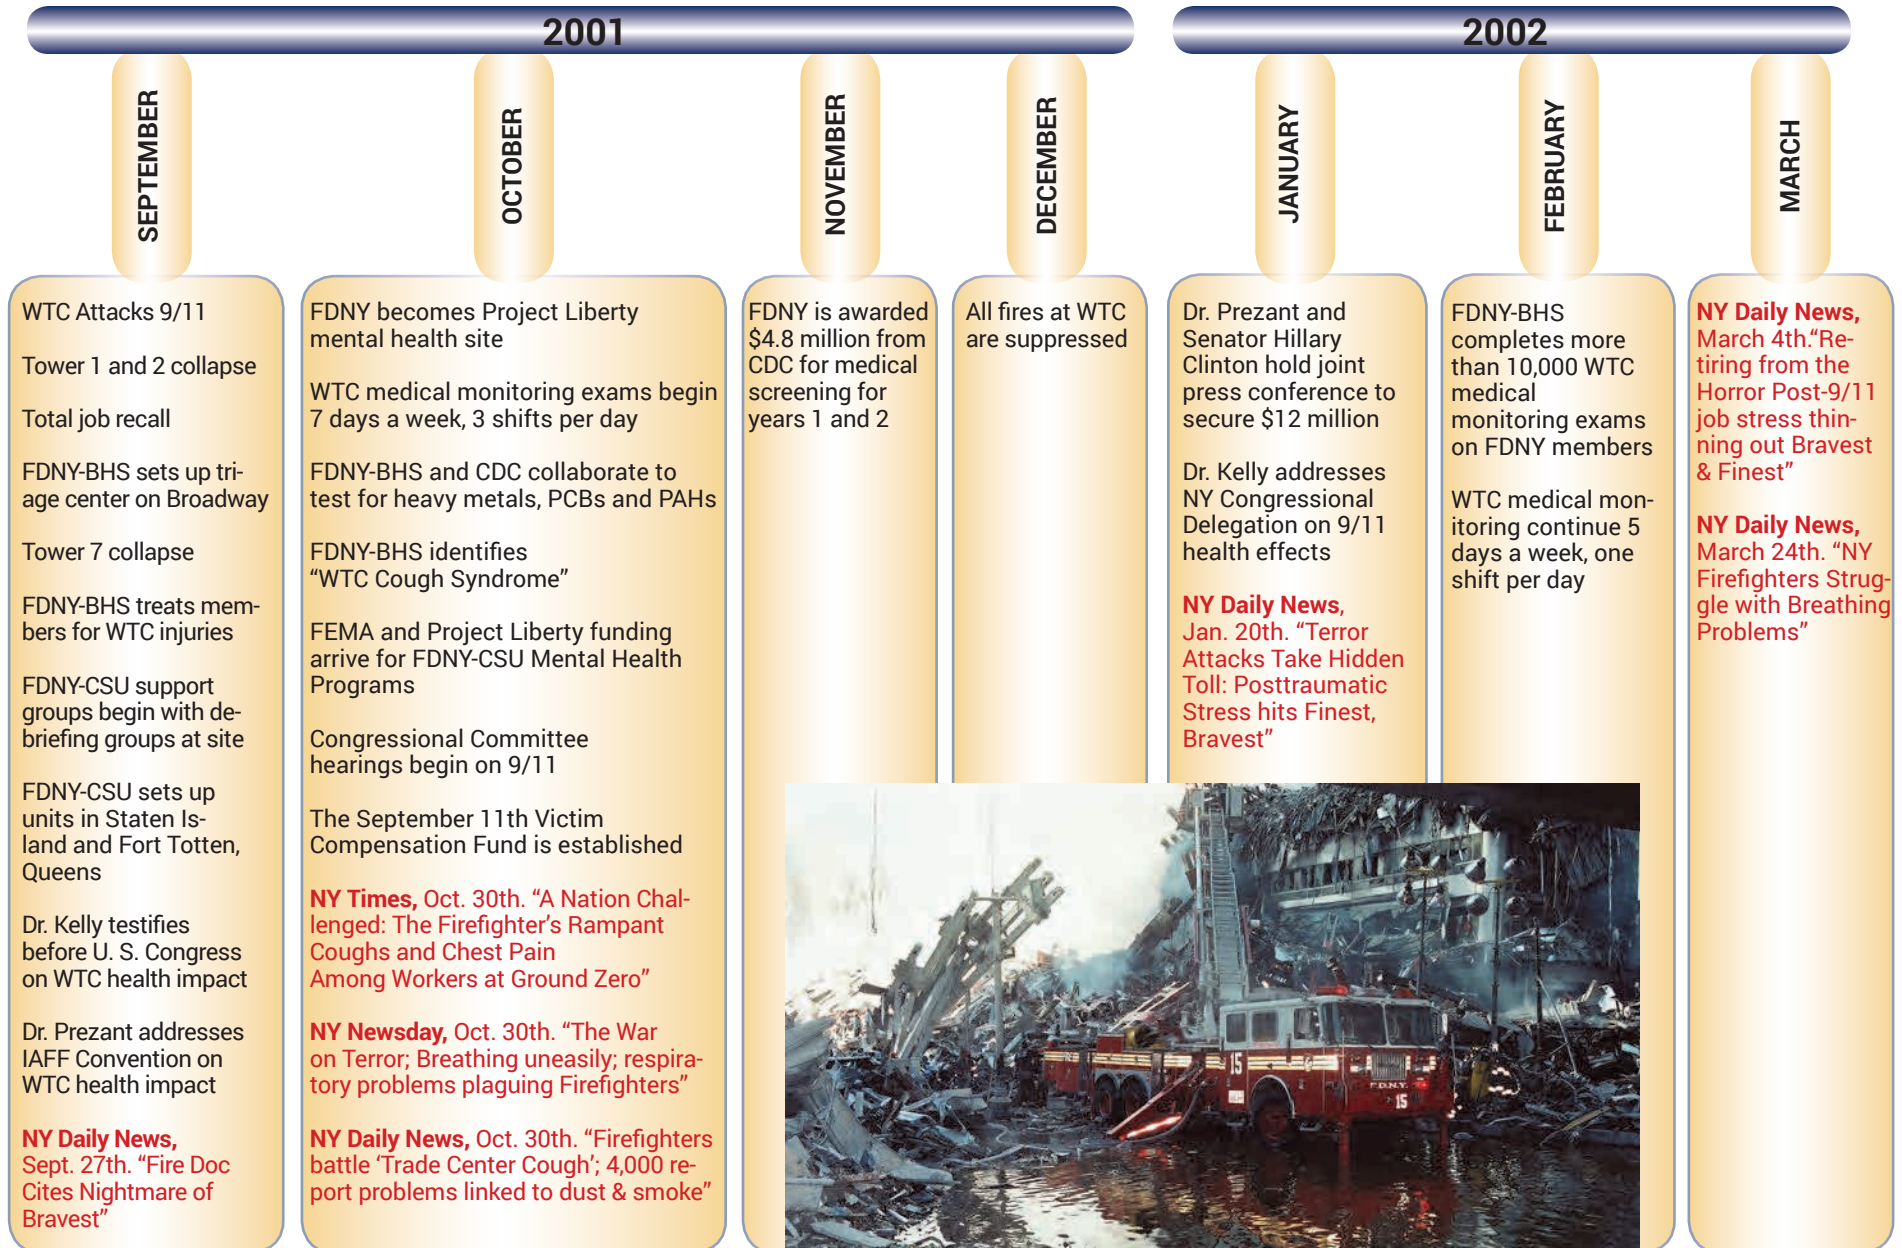 2001
2002
SEPTEMBER
WTC Attacks 9/11
Tower 1 and 2 collapse
Total job recall
FDNY-BHS sets up tri-
age center on Broadway
Tower 7 collapse
FDNY-BHS treats mem-
bers for WTC injuries
FDNY-CSU support
groups begin with de-
briefing groups at site
FDNY-CSU sets up
units in Staten Is-
land and Fort Totten,
Queens
Dr. Kelly testifies
before U. S. Congress
on WTC health impact
Dr. Prezant addresses
IAFF Convention on
WTC health impact
NY Daily News,
Sept. 27th. “Fire Doc
Cites Nightmare of
Bravest”
OCTOBER
FDNY becomes Project Liberty
mental health site
WTC medical monitoring exams begin
7 days a week, 3 shifts per day
FDNY-BHS and CDC collaborate to
test for heavy metals, PCBs and PAHs
FDNY-BHS identifies
“WTC Cough Syndrome”
FEMA and Project Liberty funding
arrive for FDNY-CSU Mental Health
Programs
Congressional Committee
hearings begin on 9/11
The September 11th Victim
Compensation Fund is established
NY Times, Oct. 30th. “A Nation Chal-
lenged: The Firefighter’s Rampant
Coughs and Chest Pain
Among Workers at Ground Zero”
NY Newsday, Oct. 30th. “The War
on Terror; Breathing uneasily; respira-
tory problems plaguing Firefighters”
NY Daily News, Oct. 30th. “Firefighters
battle ‘Trade Center Cough’; 4,000 re-
port problems linked to dust & smoke”
NOVEMBER
FDNY is awarded
$4.8 million from
CDC for medical
screening for
years 1 and 2
DECEMBER
All fires at WTC
are suppressed
JANUARY
Dr. Prezant and
Senator Hillary
Clinton hold joint
press conference to
secure $12 million
Dr. Kelly addresses
NY Congressional
Delegation on 9/11
health effects
NY Daily News,
Jan. 20th. “Terror
Attacks Take Hidden
Toll: Posttraumatic
Stress hits Finest,
Bravest”
FEBRUARY
FDNY-BHS
completes more
than 10,000 WTC
medical
monitoring exams
on FDNY members
WTC medical mon-
itoring continue 5
days a week, one
shift per day
MARCH
NY Daily News,
March 4th.“Re-
tiring from the
Horror Post-9/11
job stress thin-
ning out Bravest
& Finest”
NY Daily News,
March 24th. “NY
Firefighters Strug-
gle with Breathing
Problems”
15
F.D.N.Y.
15